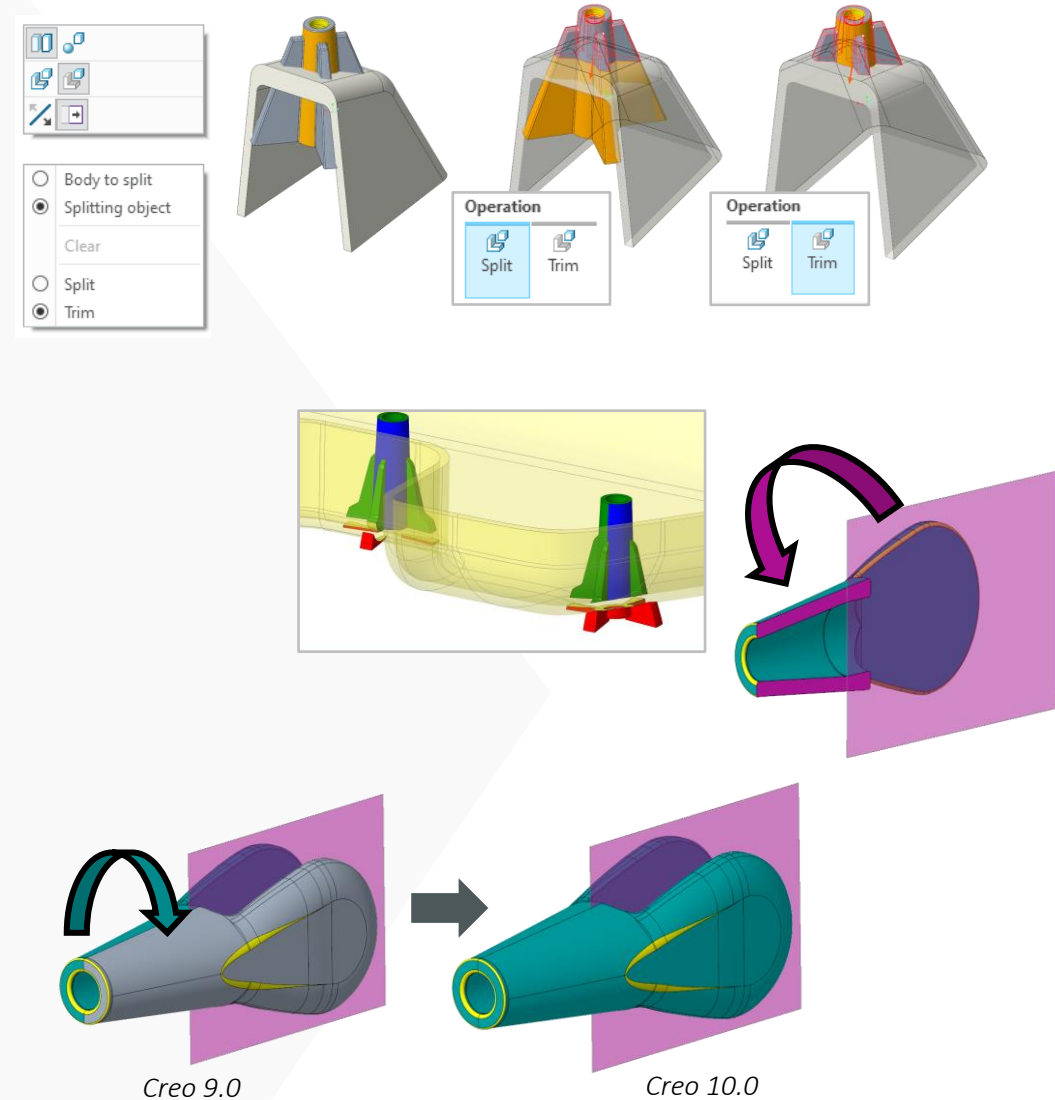 Body to split
Splitting object
Clear
Split
Trim
Operation
Split Trim
Operation
Split Trim
Creo 9.0
Creo 10.0